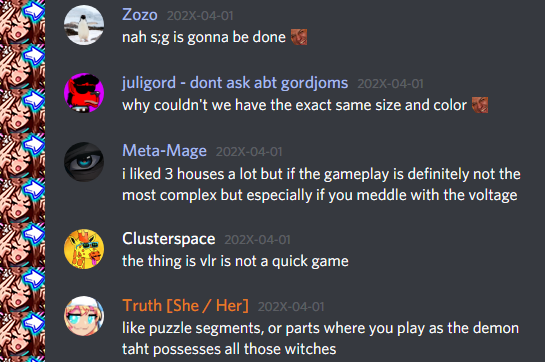 Zozo 202X-04-01
nah s;g is gonna be done
juligord - dont ask abt gordjoms 202X-04-01
why couldn't we have the exact same size and color
Meta-Mage 202X-04-01
i liked 3 houses a lot but if the gameplay is definitely not the
most complex but especially if you meddle with the voltage
Clusterspace 202X-04-01
the thing is vlr is not a quick game
Truth [She / Her] 202X-04-01
like puzzle segments, or parts where you play as the demon
taht possesses all those witches